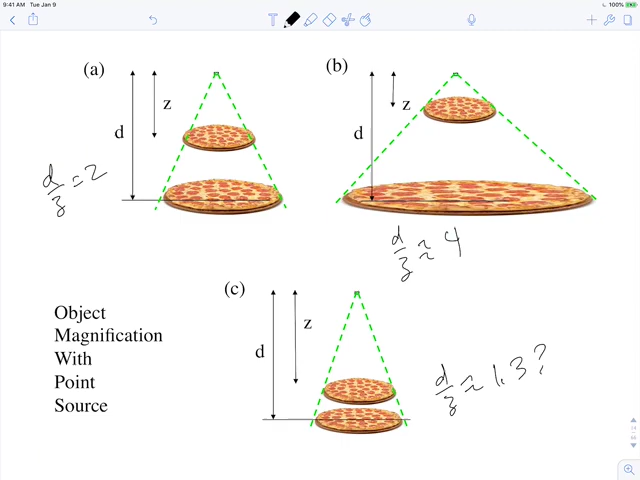 9:41 AM Tue Jan 9
100%
(a)
z
d
d/z = 2
(b)
z
d
d/z ≈ 4
(c)
z
d
d/z ≈ 1.3?
Object
Magnification
With
Point
Source